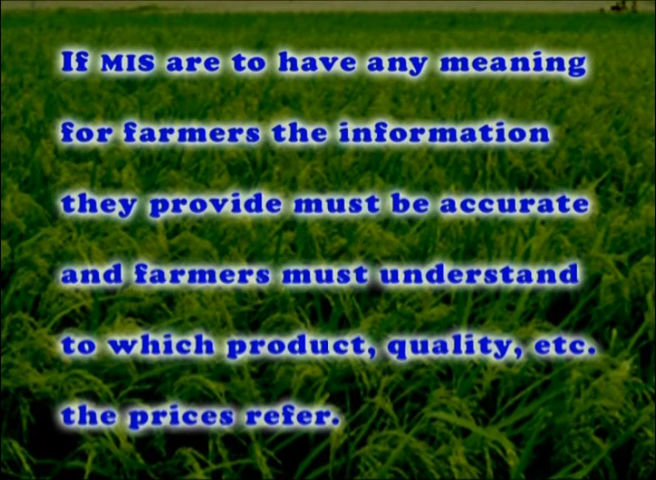 If MIS are to have any meaning
for farmers the information
they provide must be accurate
and farmers must understand
to which product, quality, etc.
the prices refer.